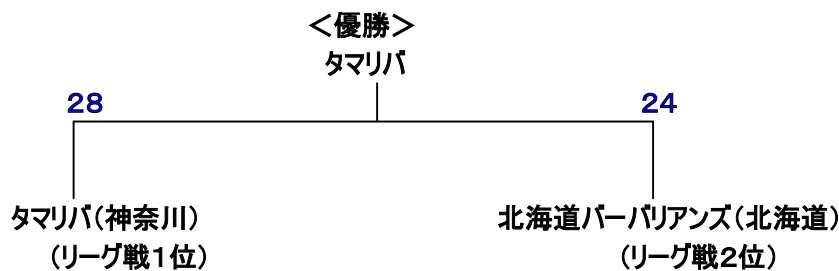 ＜優勝＞
タマリバ
２８
２４
タマリバ（神奈川）
（リーグ戦１位）
北海道バーバリアンズ（北海道）
（リーグ戦２位）